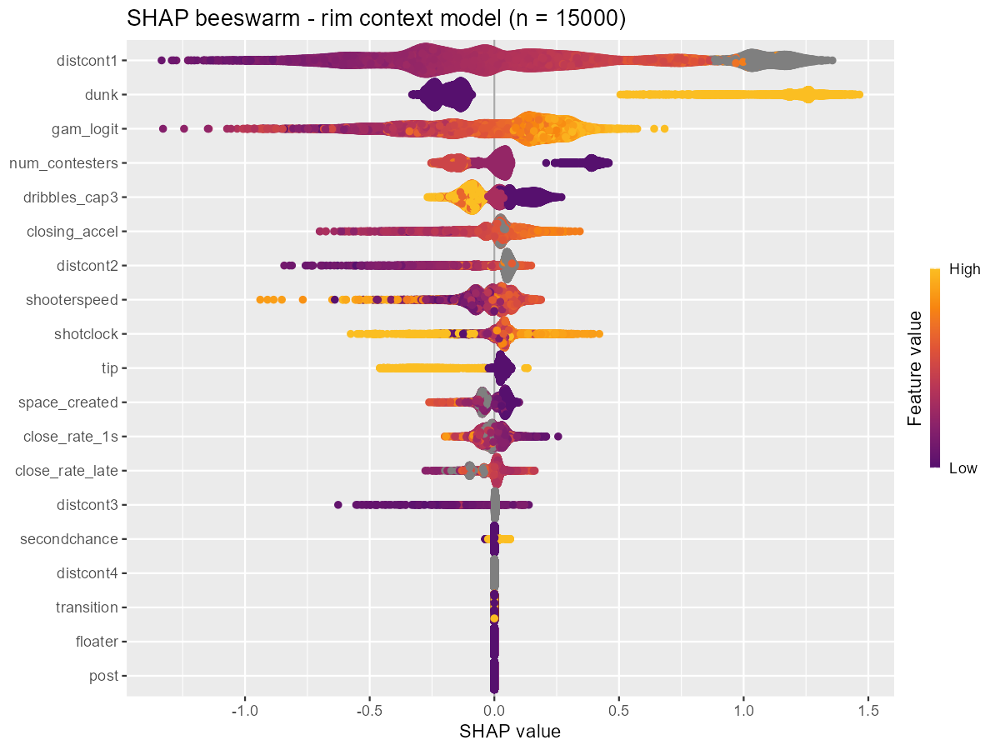 SHAP beeswarm - rim context model (n = 15000)
distcont1
dunk
gam_logit
num_contesters
dribbles_cap3
closing_accel
distcont2
shooterspeed
shotclock
tip
space_created
close_rate_1s
close_rate_late
distcont3
secondchance
distcont4
transition
floater
post
-1.0 -0.5 0.0 0.5 1.0 1.5
SHAP value
Feature value
High
Low